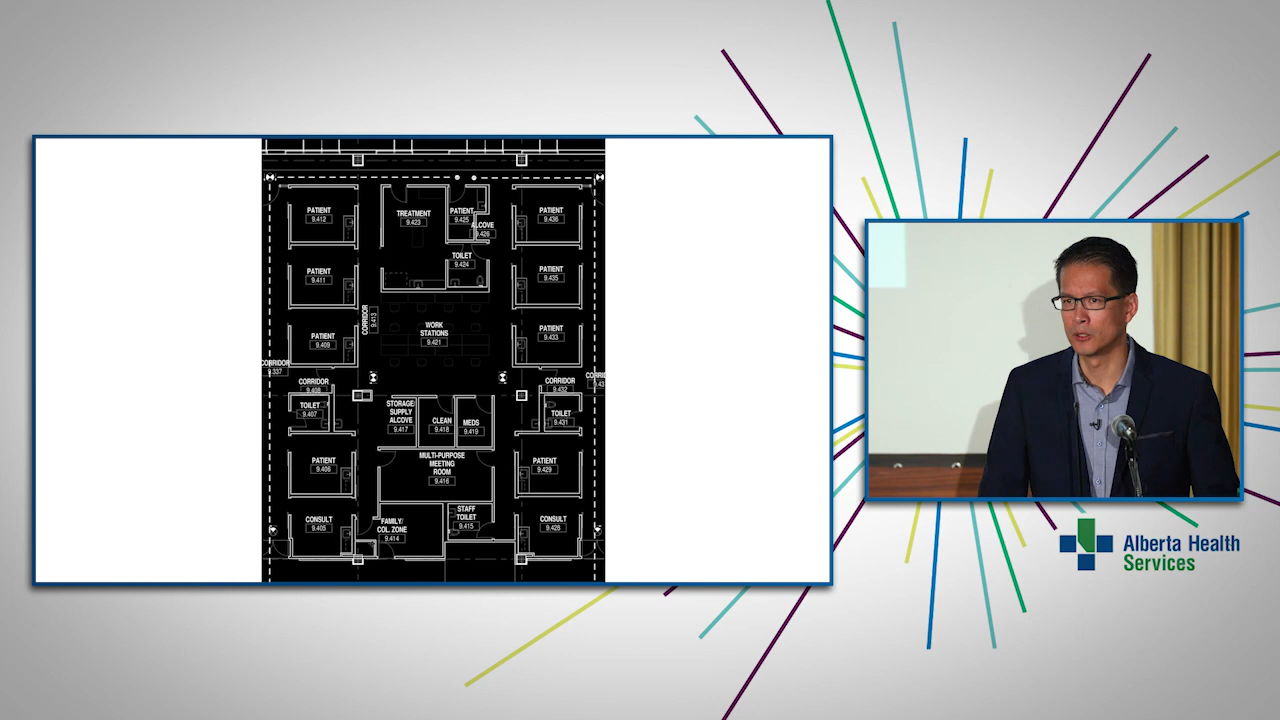 PATIENT
9.412
TREATMENT
9.423
PATIENT
9.425
ALCOVE
9.426
PATIENT
9.436
TOILET
9.424
PATIENT
9.411
PATIENT
9.435
CORRIDOR
9.413
WORK
STATIONS
9.421
PATIENT
9.409
PATIENT
9.433
CORRIDOR
9.337
CORRIDOR
9.408
CORRIDOR
9.432
CORRI
9.43
TOILET
9.407
STORAGE/
SUPPLY
ALCOVE
9.417
CLEAN
9.418
MEDS
9.419
TOILET
9.431
PATIENT
9.406
MULTI-PURPOSE
MEETING
ROOM
9.416
PATIENT
9.429
CONSULT
9.405
FAMILY/
COL. ZONE
9.414
STAFF
TOILET
9.415
CONSULT
9.428
Alberta Health
Services